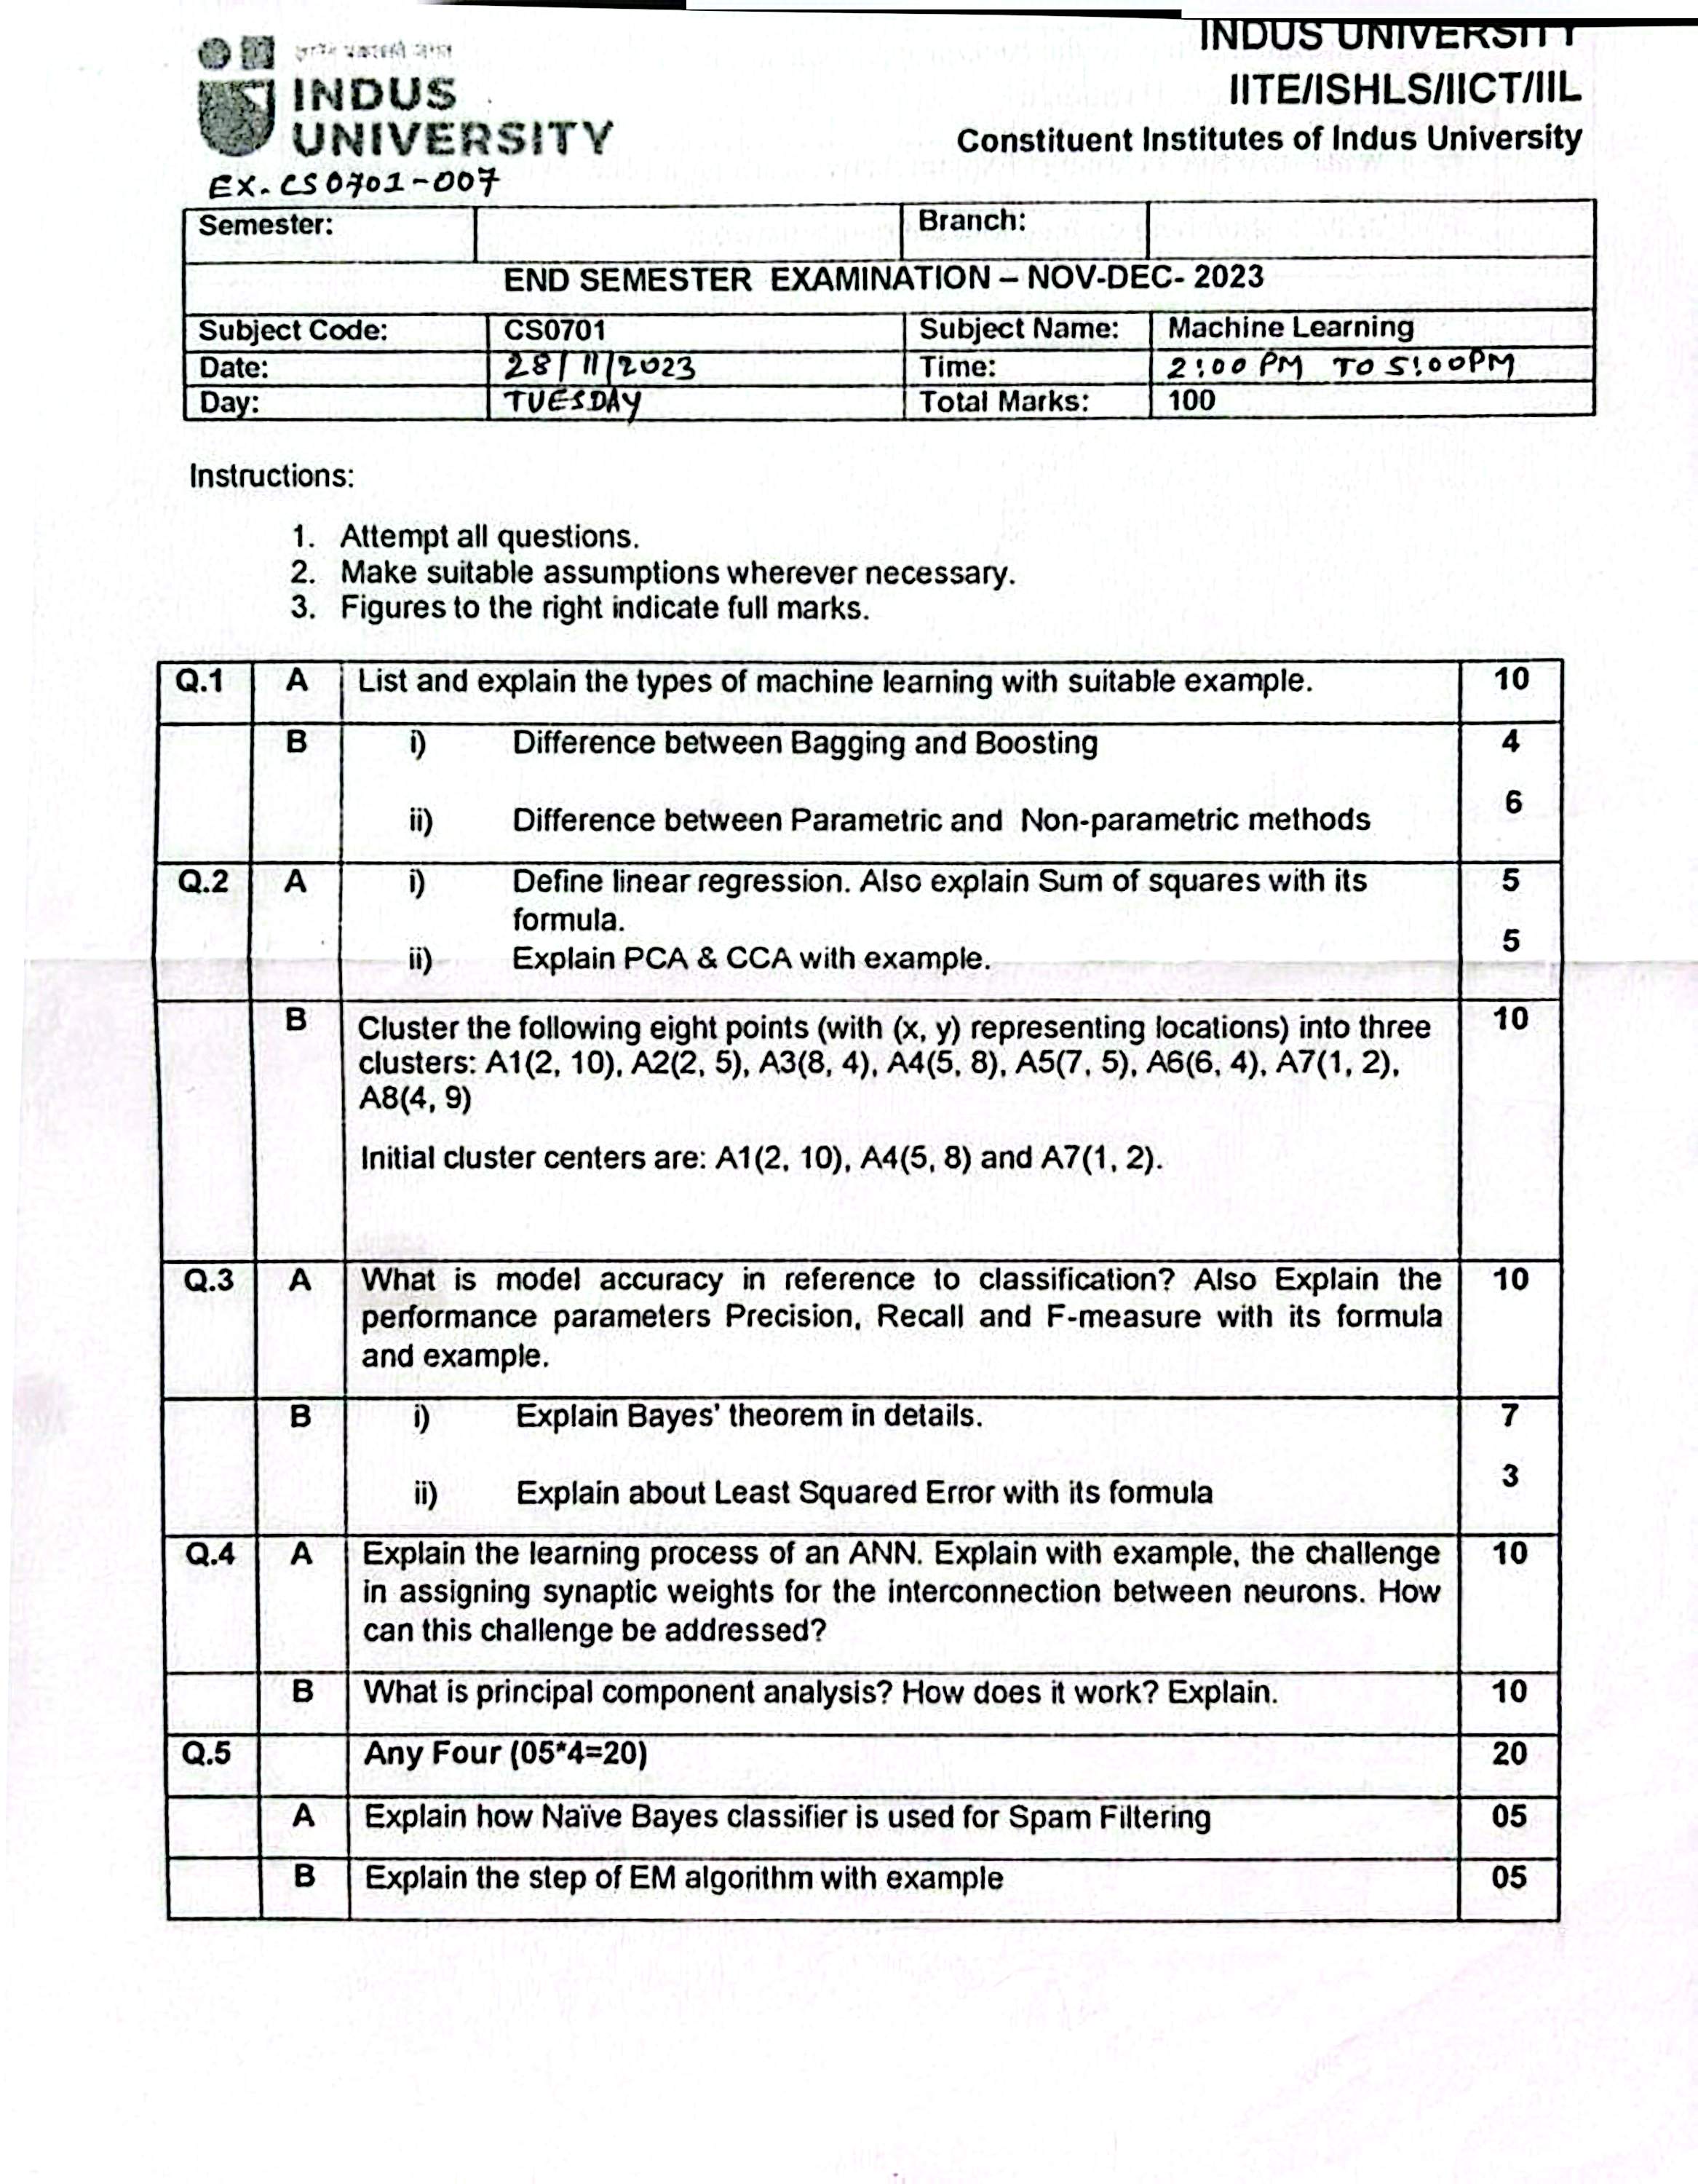 INDUS UNIVERSITY
IITE/ISHLS/IICT/IIL
Constituent Institutes of Indus University
INDUS
UNIVERSITY
EX. CS0701-007
Semester: Branch:
END SEMESTER EXAMINATION – NOV-DEC- 2023
Subject Code: CS0701 Subject Name: Machine Learning
Date: 28/11/2023 Time: 2:00 PM TO 5:00PM
Day: TUESDAY Total Marks: 100
Instructions:
1. Attempt all questions.
2. Make suitable assumptions wherever necessary.
3. Figures to the right indicate full marks.
Q.1 A List and explain the types of machine learning with suitable example. 10
B i) Difference between Bagging and Boosting 4
ii) Difference between Parametric and Non-parametric methods 6
Q.2 A i) Define linear regression. Also explain Sum of squares with its 5
formula.
ii) Explain PCA & CCA with example. 5
B Cluster the following eight points (with (x, y) representing locations) into three 10
clusters: A1(2, 10), A2(2, 5), A3(8, 4), A4(5, 8), A5(7, 5), A6(6, 4), A7(1, 2),
A8(4, 9)
Initial cluster centers are: A1(2, 10), A4(5, 8) and A7(1, 2).
Q.3 A What is model accuracy in reference to classification? Also Explain the 10
performance parameters Precision, Recall and F-measure with its formula
and example.
B i) Explain Bayes' theorem in details. 7
ii) Explain about Least Squared Error with its formula 3
Q.4 A Explain the learning process of an ANN. Explain with example, the challenge 10
in assigning synaptic weights for the interconnection between neurons. How
can this challenge be addressed?
B What is principal component analysis? How does it work? Explain. 10
Q.5 Any Four (05*4=20) 20
A Explain how Naïve Bayes classifier is used for Spam Filtering 05
B Explain the step of EM algorithm with example 05